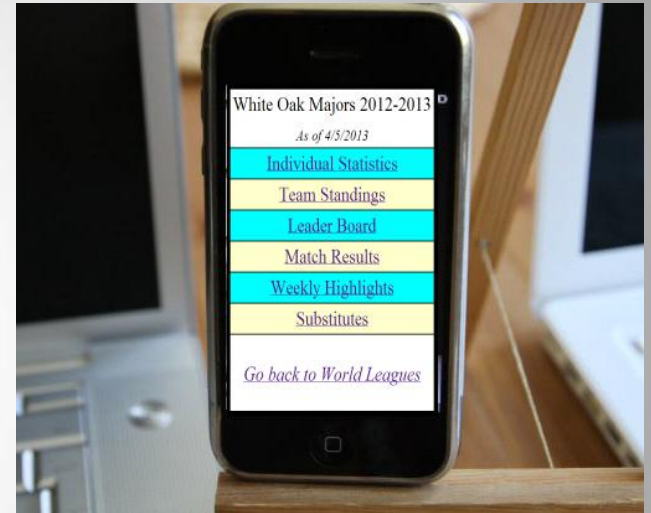 White Oak Majors 2012-2013
As of 4/5/2013
Individual Statistics
Team Standings
Leader Board
Match Results
Weekly Highlights
Substitutes
Go back to World Leagues